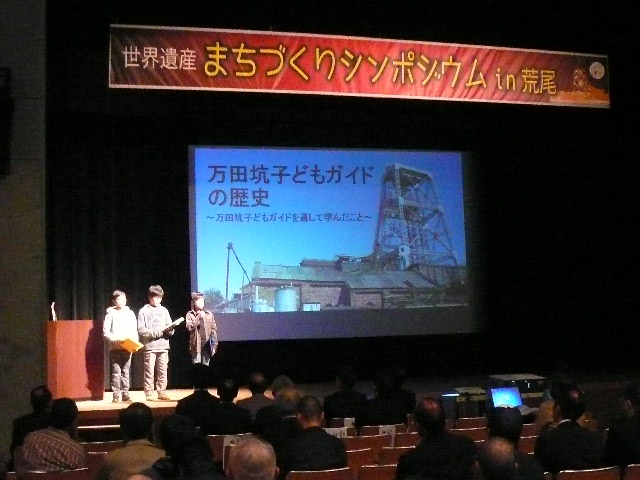 世界遺産 まちづくりシンポジウム in 荒尾
万田坑子どもガイド
の歴史
～万田坑子どもガイドを通して学んだこと～